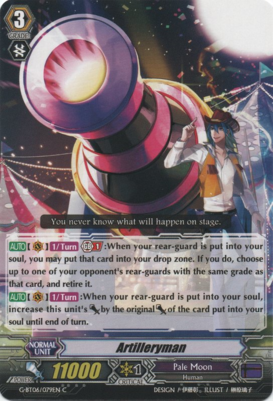 3
You never know what will happen on stage.
AUTO [ ] 1/Turn 1 :When your rear-guard is put into your
soul, you may put that card into your drop zone. If you do, choose
up to one of your opponent's rear-guards with the same grade as
that card, and retire it.
AUTO [ ] 1/Turn :When your rear-guard is put into your soul,
increase this unit's by the original of the card put into your
soul until end of turn.
NORMAL
UNIT
Artilleryman
11000
1
CRITICAL
Pale Moon
Human
G-BT06/079EN C
DESIGN
ILLUST